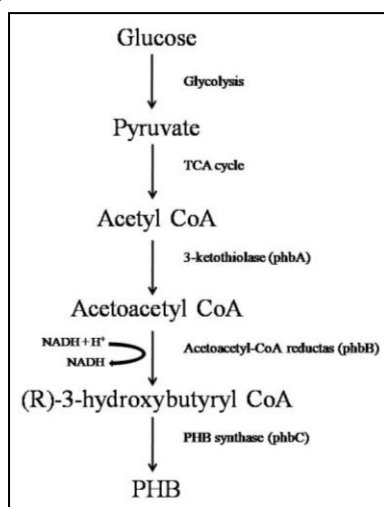 Glucose
Glycolysis
Pyruvate
TCA cycle
Acetyl CoA
3-ketothiolase (phbA)
Acetoacetyl CoA
NADH + H⁺
NADH
Acetoacetyl-CoA reductas (phbB)
(R)-3-hydroxybutyryl CoA
PHB synthase (phbC)
PHB